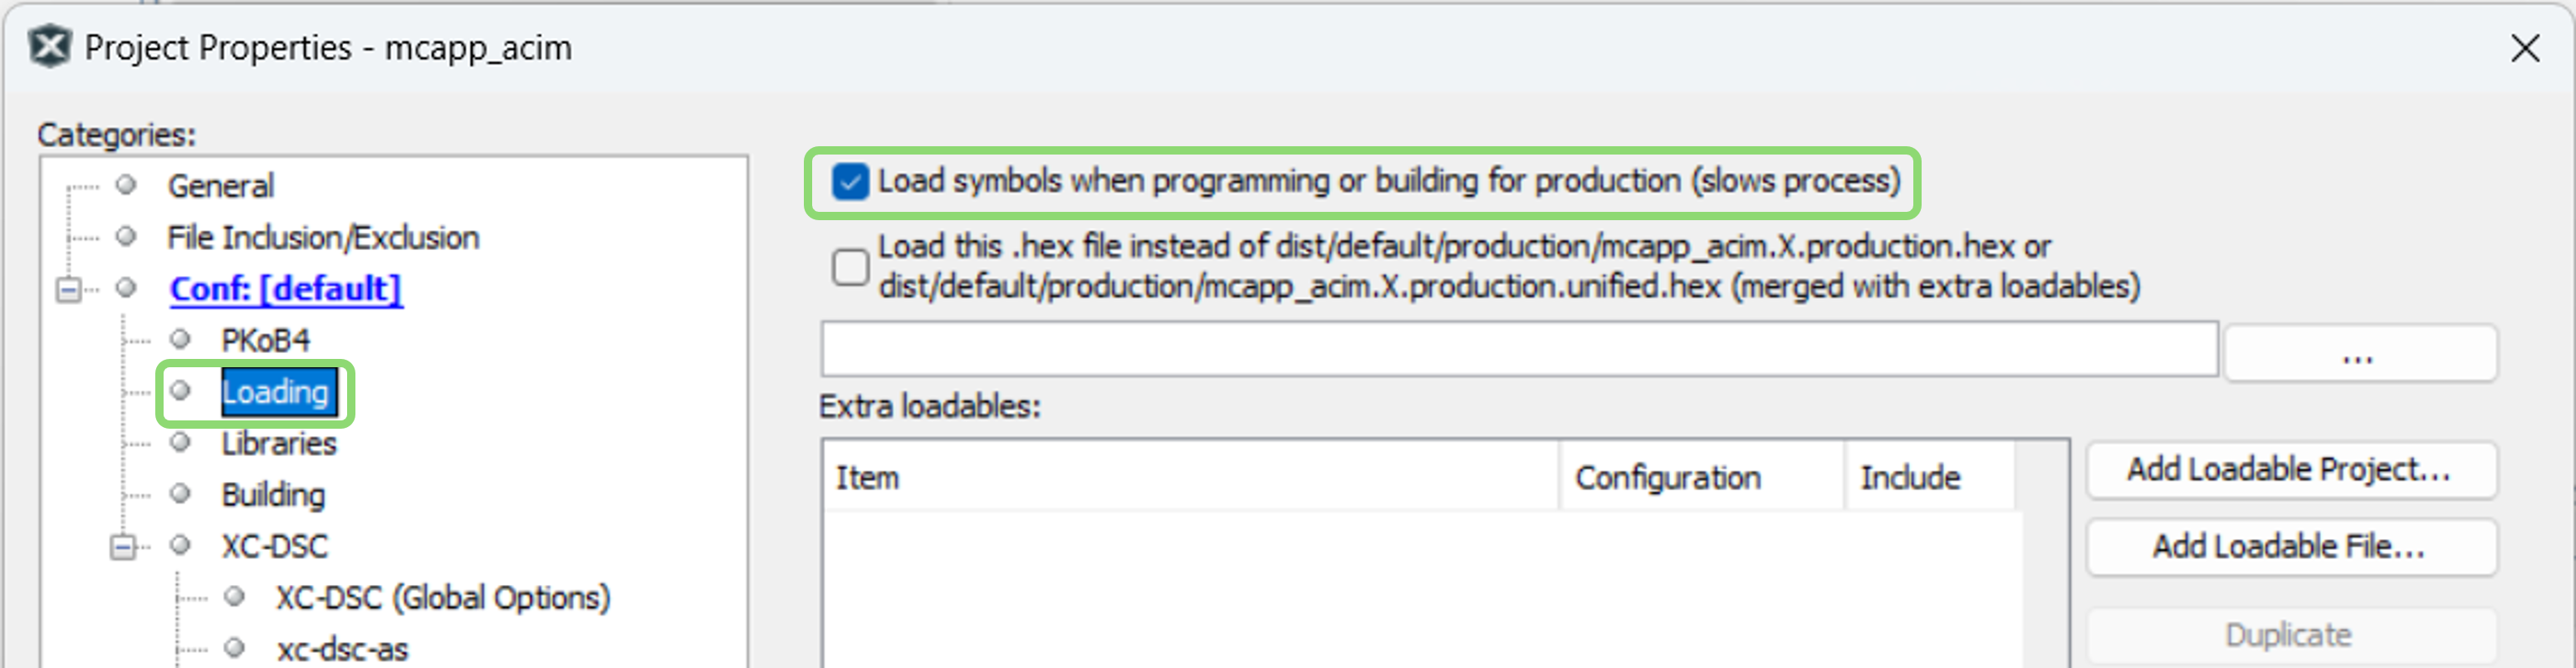 Project Properties - mcapp_acim
Categories:
General
File Inclusion/Exclusion
Conf: [default]
PKoB4
Loading
Libraries
Building
XC-DSC
XC-DSC (Global Options)
xc-dsc-as
Load symbols when programming or building for production (slows process)
Load this .hex file instead of dist/default/production/mcapp_acim.X.production.hex or
dist/default/production/mcapp_acim.X.production.unified.hex (merged with extra loadables)
...
Extra loadables:
Item Configuration Include
Add Loadable Project...
Add Loadable File...
Duplicate